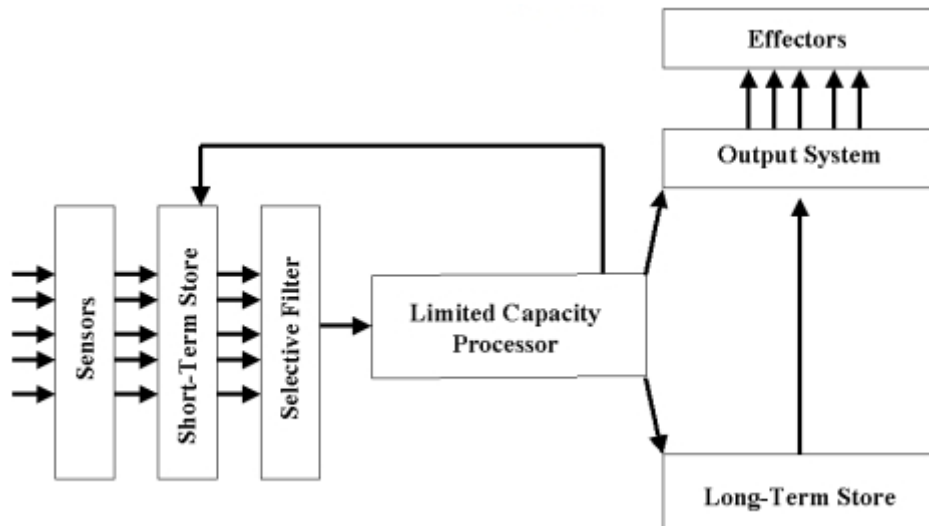 Effectors
Output System
Sensors
Short-Term Store
Selective Filter
Limited Capacity
Processor
Long-Term Store